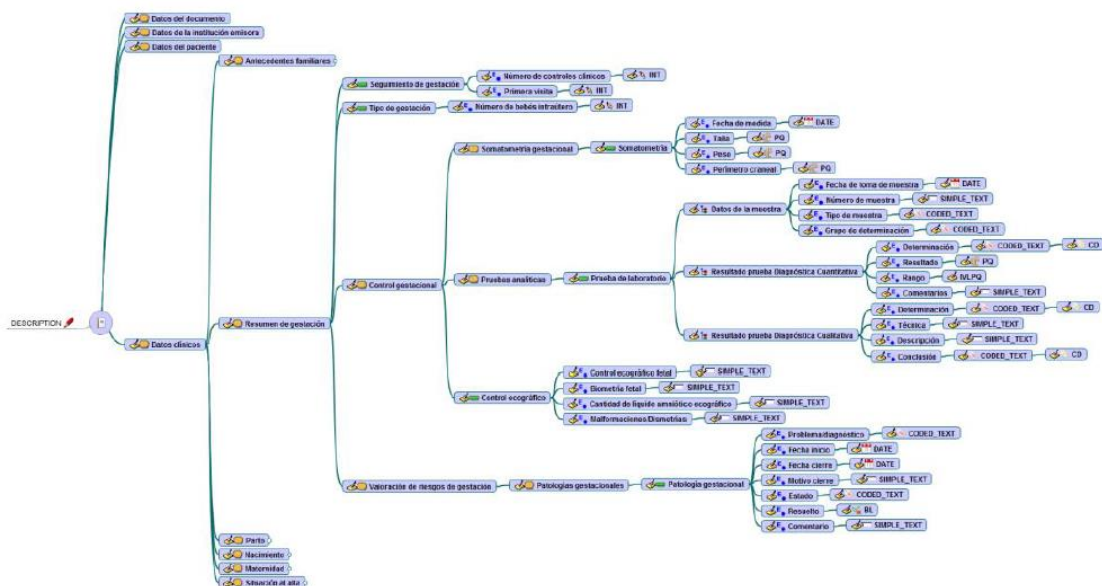 Datos del documento
Datos de la institución emisora
Datos del paciente
Antecedentes familiares
Seguimiento de gestación
Número de controles clínicos
INT
Primera visita
INT
Tipo de gestación
Número de bebés intraútero
INT
Somatometría gestacional
Somatometría
Fecha de medida
DATE
Talla
PQ
Peso
PQ
Perímetro craneal
PQ
Datos de la muestra
Fecha de toma de muestra
DATE
Número de muestra
SIMPLE_TEXT
Tipo de muestra
CODED_TEXT
Grupo de determinación
CODED_TEXT
Control gestacional
Pruebas analíticas
Prueba de laboratorio
Resultado prueba Diagnóstica Cuantitativa
Determinación
CODED_TEXT
CD
Resultado
PQ
Rango
IVLPQ
Comentarios
SIMPLE_TEXT
Resultado prueba Diagnóstica Cualitativa
Determinación
CODED_TEXT
CD
Técnica
SIMPLE_TEXT
Descripción
SIMPLE_TEXT
Conclusión
CODED_TEXT
CD
DESCRIPTION
Datos clínicos
Resumen de gestación
Control ecográfico
Control ecográfico fetal
SIMPLE_TEXT
Biometría fetal
SIMPLE_TEXT
Cantidad de líquido amniótico ecográfico
SIMPLE_TEXT
Malformaciones/Dismetrías
SIMPLE_TEXT
Valoración de riesgos de gestación
Patologías gestacionales
Patología gestacional
Problema/diagnóstico
CODED_TEXT
Fecha inicio
DATE
Fecha cierre
DATE
Motivo cierre
SIMPLE_TEXT
Estado
CODED_TEXT
Resuelto
BL
Comentario
SIMPLE_TEXT
Parto
Nacimiento
Maternidad
Situación al alta